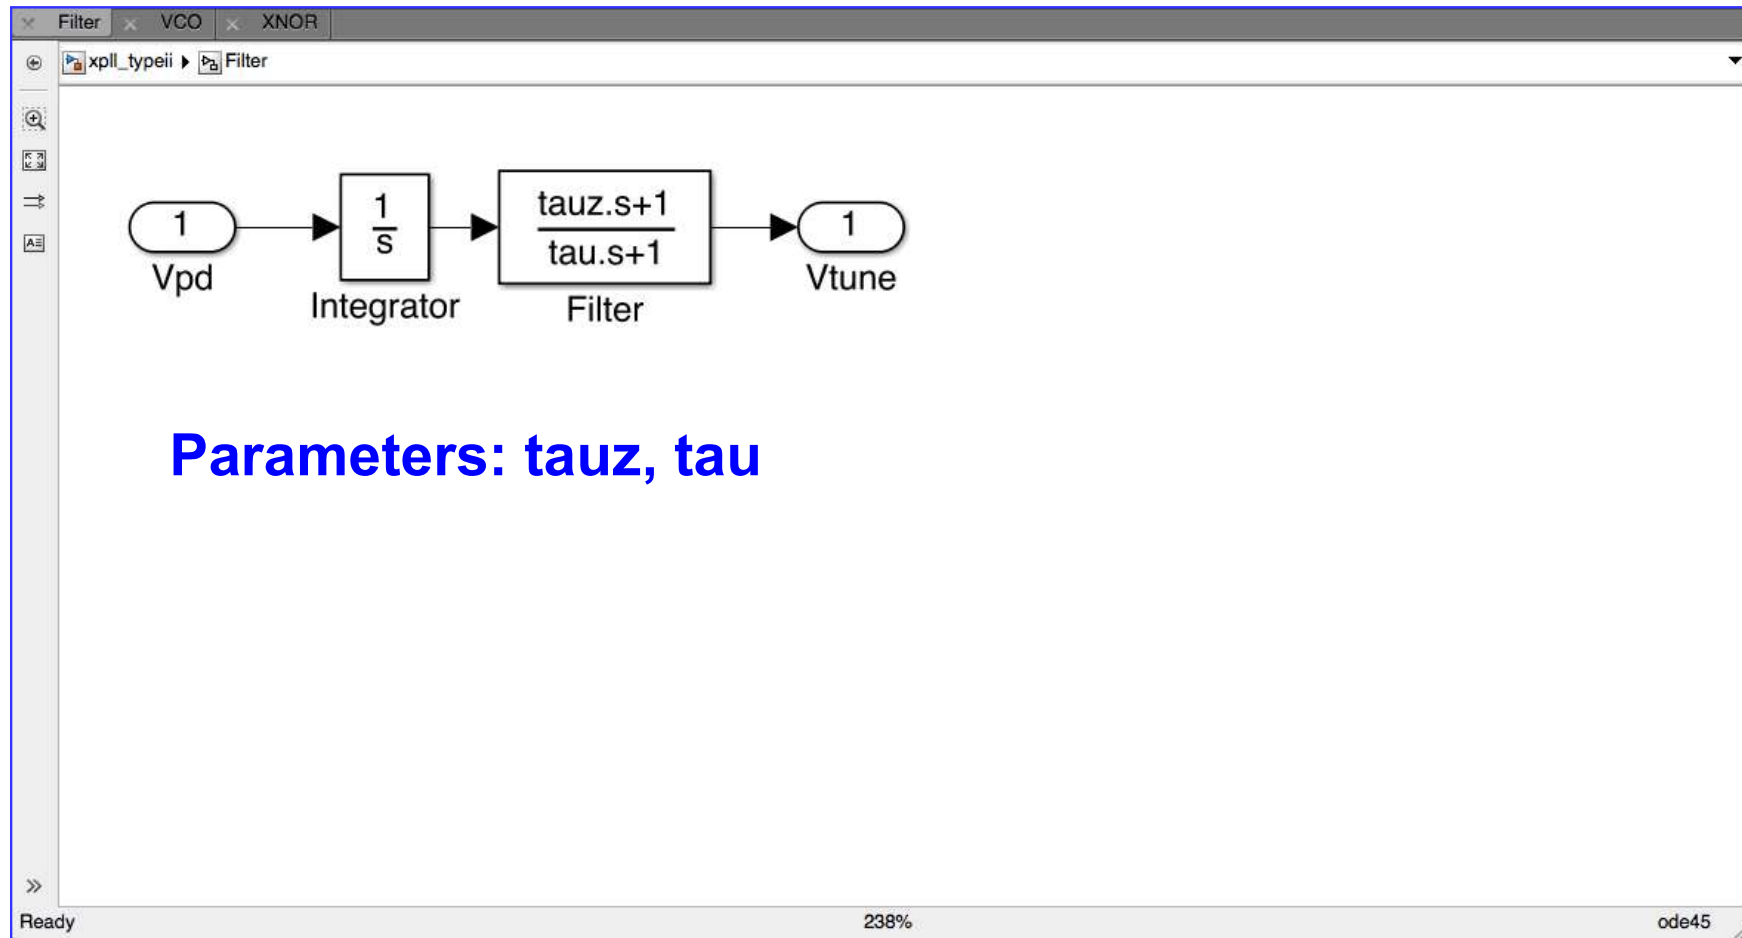 Filter VCO XNOR
xpll_typeii Filter
1 1 tauz.s+1 1
s tau.s+1
Vpd Integrator Filter Vtune
Parameters: tauz, tau
Ready 238% ode45